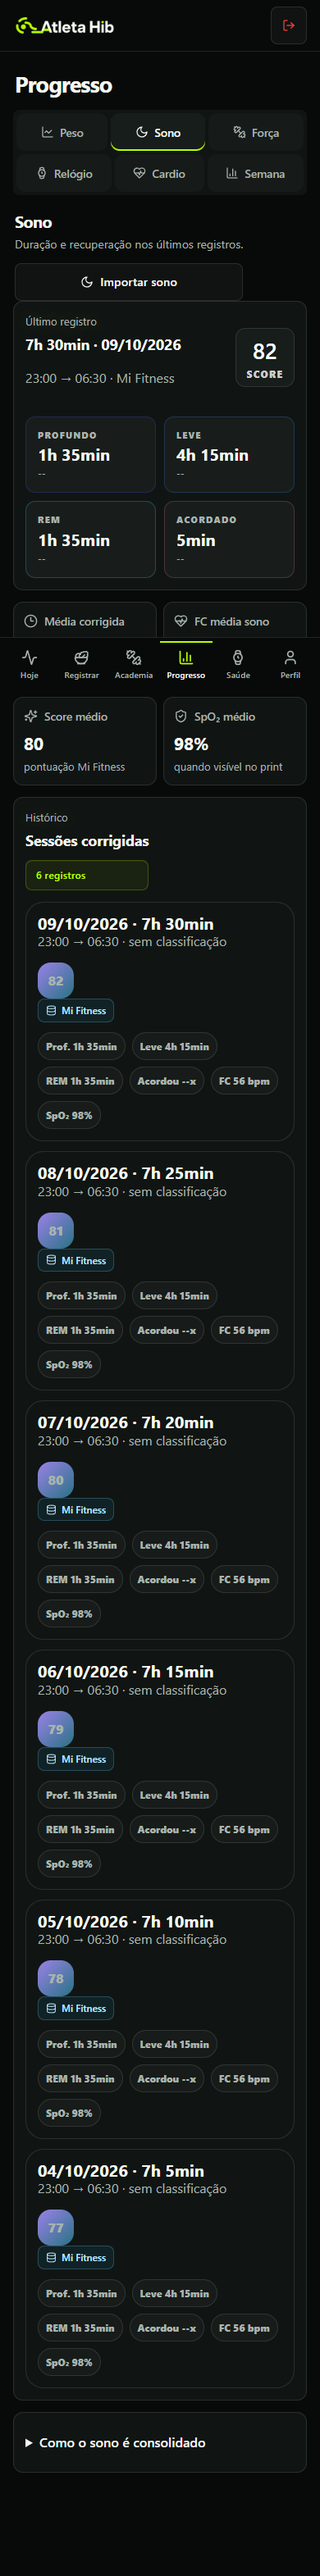 Atleta Hib
Progresso
Peso
Sono
Força
Relógio
Cardio
Semana
Sono
Duração e recuperação nos últimos registros.
Importar sono
Último registro
7h 30min · 09/10/2026
23:00 → 06:30 · Mi Fitness
82
SCORE
PROFUNDO
1h 35min
--
LEVE
4h 15min
--
REM
1h 35min
--
ACORDADO
5min
--
Média corrigida
FC média sono
Hoje
Registrar
Academia
Progresso
Saúde
Perfil
Score médio
80
pontuação Mi Fitness
SpO₂ médio
98%
quando visível no print
Histórico
Sessões corrigidas
6 registros
09/10/2026 · 7h 30min
23:00 → 06:30 · sem classificação
82
Mi Fitness
Prof. 1h 35min
Leve 4h 15min
REM 1h 35min
Acordou --x
FC 56 bpm
SpO₂ 98%
08/10/2026 · 7h 25min
23:00 → 06:30 · sem classificação
81
Mi Fitness
Prof. 1h 35min
Leve 4h 15min
REM 1h 35min
Acordou --x
FC 56 bpm
SpO₂ 98%
07/10/2026 · 7h 20min
23:00 → 06:30 · sem classificação
80
Mi Fitness
Prof. 1h 35min
Leve 4h 15min
REM 1h 35min
Acordou --x
FC 56 bpm
SpO₂ 98%
06/10/2026 · 7h 15min
23:00 → 06:30 · sem classificação
79
Mi Fitness
Prof. 1h 35min
Leve 4h 15min
REM 1h 35min
Acordou --x
FC 56 bpm
SpO₂ 98%
05/10/2026 · 7h 10min
23:00 → 06:30 · sem classificação
78
Mi Fitness
Prof. 1h 35min
Leve 4h 15min
REM 1h 35min
Acordou --x
FC 56 bpm
SpO₂ 98%
04/10/2026 · 7h 5min
23:00 → 06:30 · sem classificação
77
Mi Fitness
Prof. 1h 35min
Leve 4h 15min
REM 1h 35min
Acordou --x
FC 56 bpm
SpO₂ 98%
Como o sono é consolidado